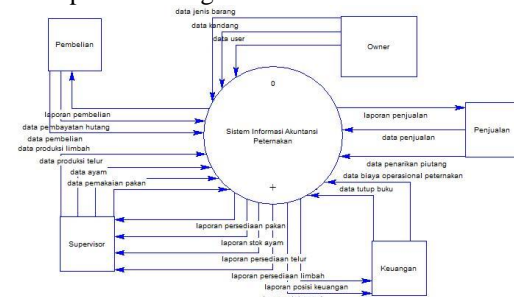 data jenis barang
data kandang
data user
Pembelian
Owner
0
laporan pembelian
data pembayatan hutang
data pembelian
data produksi limbah
data produksi telur
data ayam
data pemakaian pakan
Sistem Informasi Akuntansi
Peternakan
+
laporan penjualan
data penjualan
Penjualan
data penarikan piutang
data biaya operasional peternakan
data tutup buku
Supervisor
laporan persediaan pakan
laporan stok ayam
laporan persediaan telur
laporan persediaan limbah
laporan posisi keuangan
Keuangan